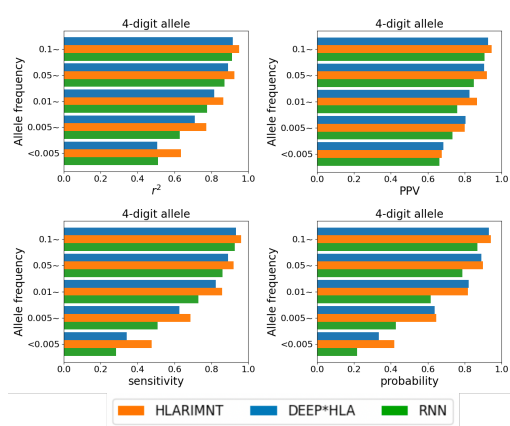 4-digit allele
Allele frequency
0.1~
0.05~
0.01~
0.005~
<0.005
0.0 0.2 0.4 0.6 0.8 1.0
r²
4-digit allele
Allele frequency
0.1~
0.05~
0.01~
0.005~
<0.005
0.0 0.2 0.4 0.6 0.8 1.0
PPV
4-digit allele
Allele frequency
0.1~
0.05~
0.01~
0.005~
<0.005
0.0 0.2 0.4 0.6 0.8 1.0
sensitivity
4-digit allele
Allele frequency
0.1~
0.05~
0.01~
0.005~
<0.005
0.0 0.2 0.4 0.6 0.8 1.0
probability
HLARIMNT DEEP*HLA RNN